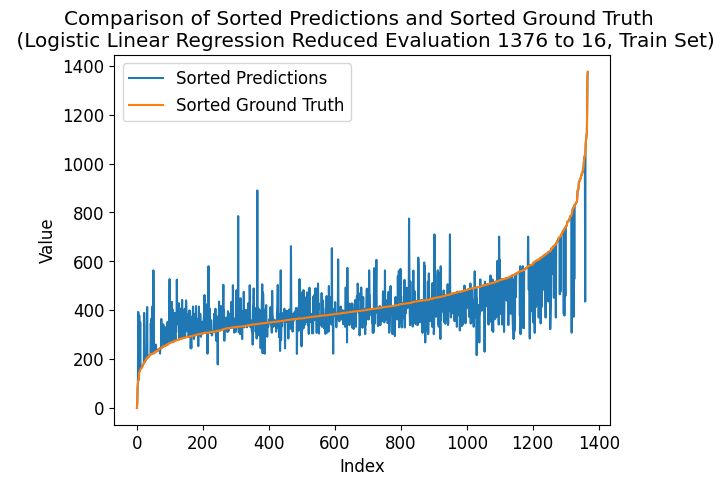 Comparison of Sorted Predictions and Sorted Ground Truth
(Logistic Linear Regression Reduced Evaluation 1376 to 16, Train Set)
Sorted Predictions
Sorted Ground Truth
Value
1400
1200
1000
800
600
400
200
0
0 200 400 600 800 1000 1200 1400
Index